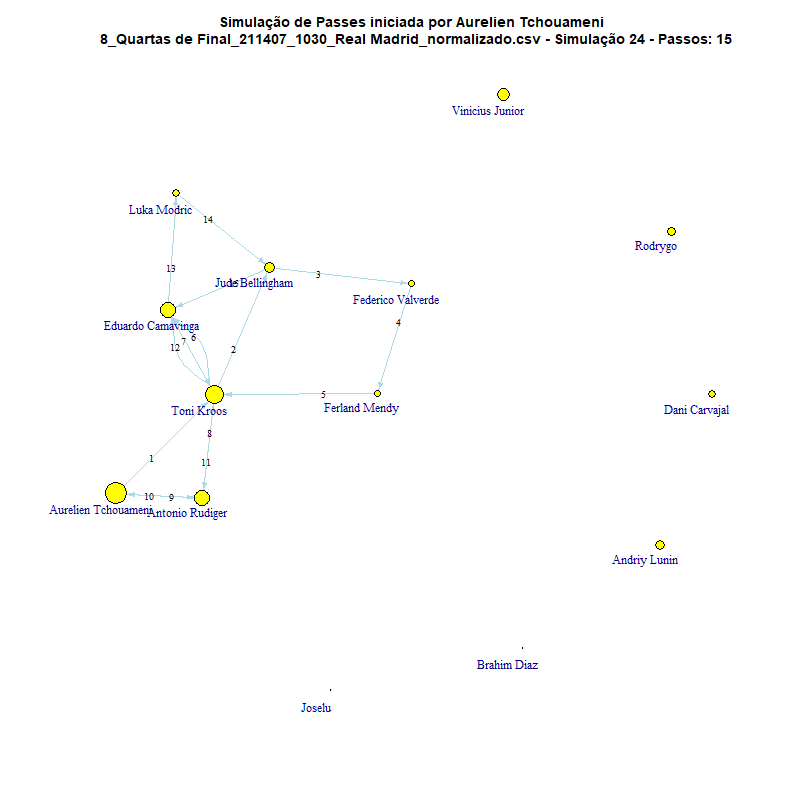 Simulação de Passes iniciada por Aurelien Tchouameni
8_Quartas de Final_211407_1030_Real Madrid_normalizado.csv - Simulação 24 - Passos: 15
Vinicius Junior
Luka Modric
14
Rodrygo
13
3
Jude Bellingham
15
Federico Valverde
4
Eduardo Camavinga
6
7
12
2
5
Toni Kroos
Ferland Mendy
Dani Carvajal
8
1
11
10
9
Aurelien Tchouameni
Antonio Rudiger
Andriy Lunin
Brahim Diaz
Joselu